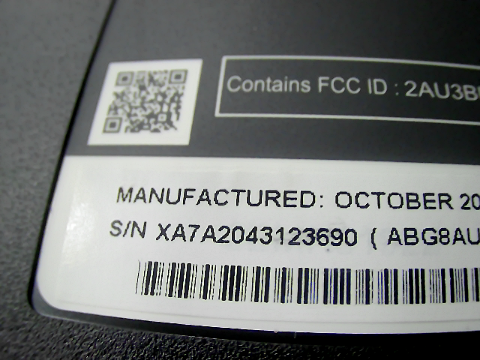 Contains FCC ID : 2AU3B
MANUFACTURED: OCTOBER 20
S/N XA7A2043123690 ( ABG8AU